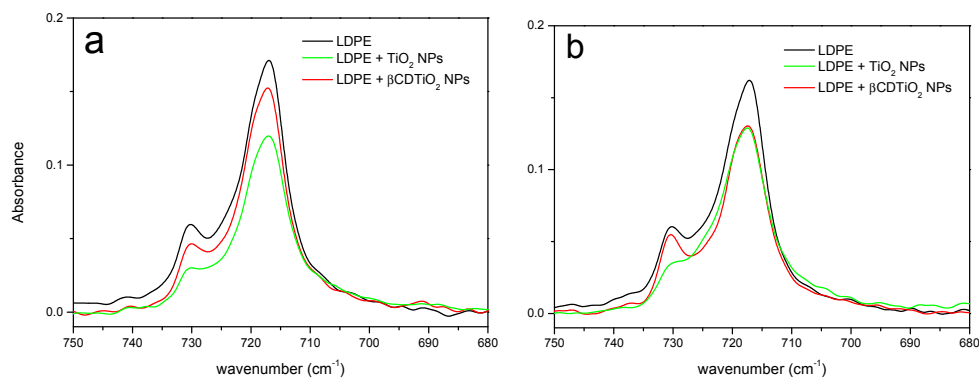 a
LDPE
LDPE + TiO₂ NPs
LDPE + βCDTiO₂ NPs
Absorbance
0.2
0.1
0.0
750 740 730 720 710 700 690 680
wavenumber (cm⁻¹)
b
LDPE
LDPE + TiO₂ NPs
LDPE + βCDTiO₂ NPs
0.2
0.1
0.0
750 740 730 720 710 700 690 680
wavenumber (cm⁻¹)